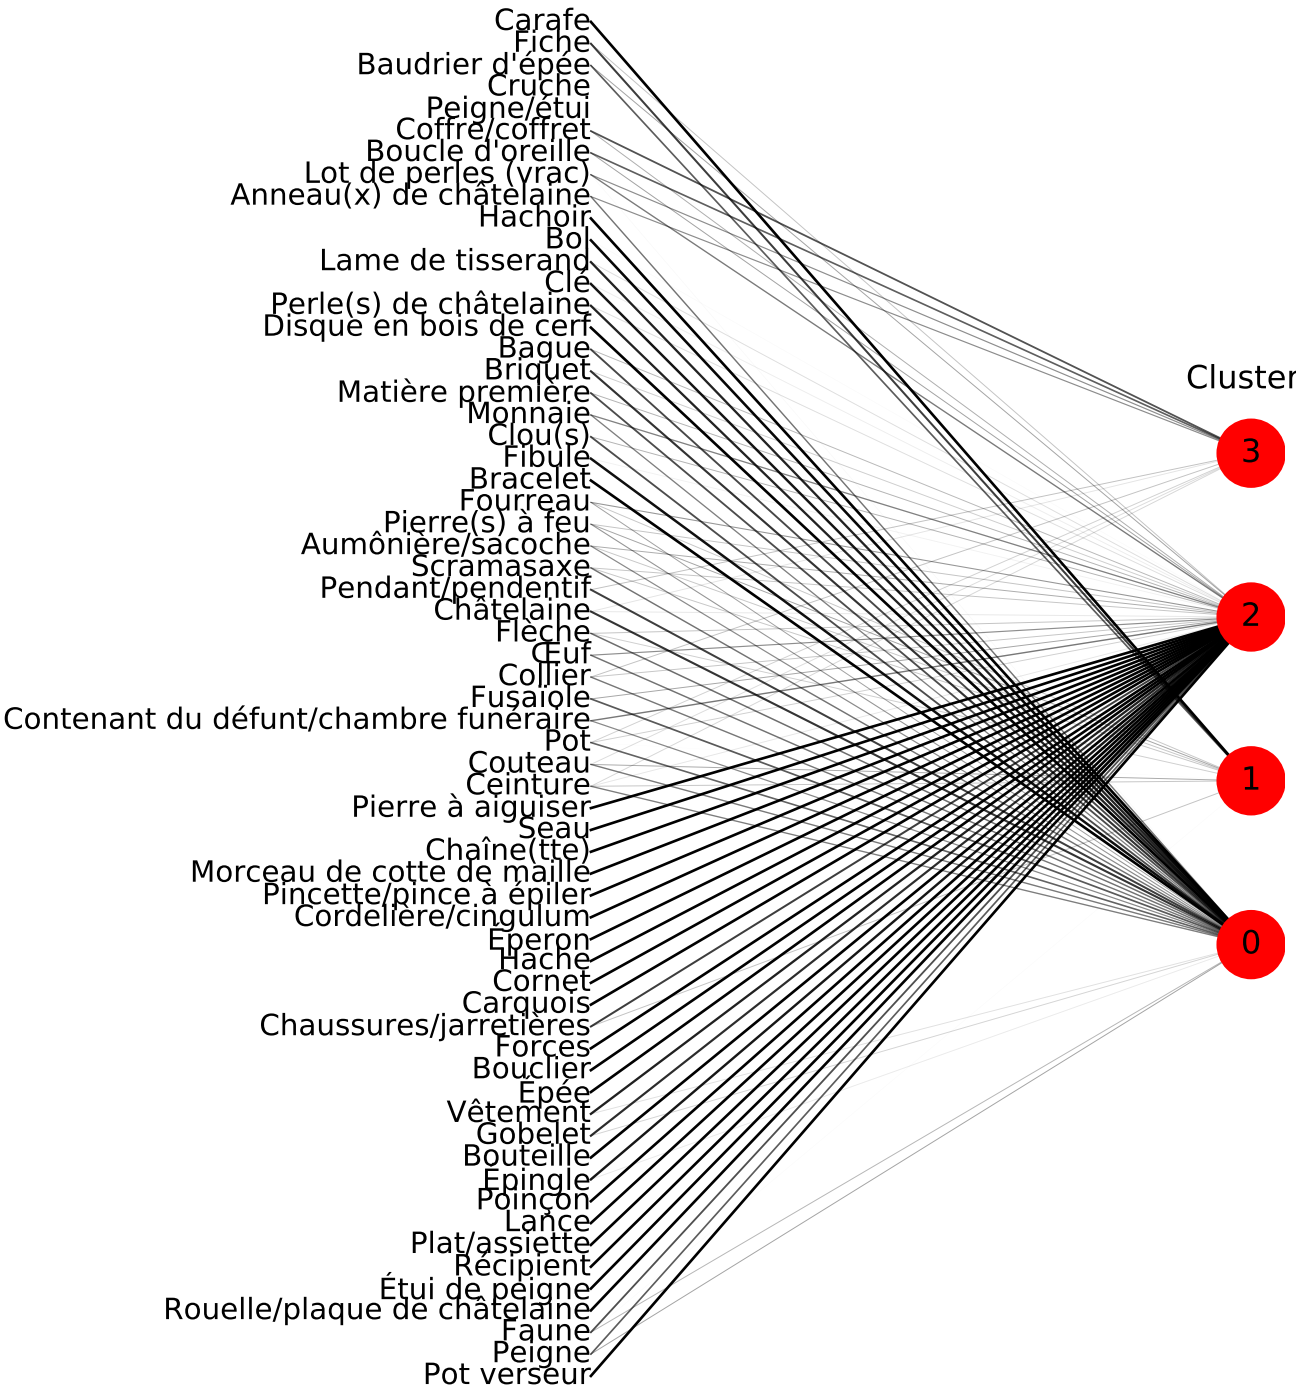 Carafe
Fiche
Baudrier d'épée
Cruche
Peigne/étui
Coffre/coffret
Boucle d'oreille
Lot de perles (vrac)
Anneau(x) de châtelaine
Hachoir
Bol
Lame de tisserand
Clé
Perle(s) de châtelaine
Disque en bois de cerf
Bague
Briquet
Matière première
Cluster
Monnaie
Clou(s)
3
Fibule
Bracelet
Fourreau
Pierre(s) à feu
Aumônière/sacoche
Scramasaxe
Pendant/pendentif
Châtelaine
2
Flèche
Œuf
Collier
Fusaïole
Contenant du défunt/chambre funéraire
Pot
Couteau
1
Ceinture
Pierre à aiguiser
Seau
Chaîne(tte)
Morceau de cotte de maille
Pincette/pince à épiler
Cordelière/cingulum
Éperon
0
Hache
Cornet
Carquois
Chaussures/jarretières
Forces
Bouclier
Épée
Vêtement
Gobelet
Bouteille
Épingle
Poinçon
Lance
Plat/assiette
Récipient
Étui de peigne
Rouelle/plaque de châtelaine
Faune
Peigne
Pot verseur